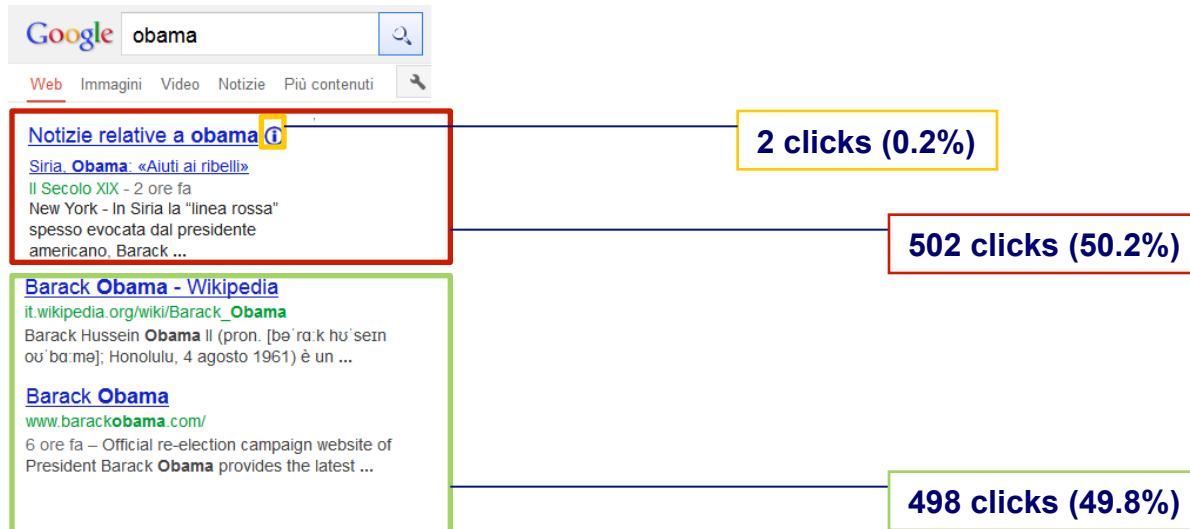 Google obama
Web Immagini Video Notizie Più contenuti
Notizie relative a obama
Siria, Obama: «Aiuti ai ribelli»
Il Secolo XIX - 2 ore fa
New York - In Siria la “linea rossa”
spesso evocata dal presidente
americano, Barack ...
2 clicks (0.2%)
502 clicks (50.2%)
Barack Obama - Wikipedia
it.wikipedia.org/wiki/Barack_Obama
Barack Hussein Obama II (pron. [bəˈrɑːk hʊˈseɪn
oʊˈbɑːmə]; Honolulu, 4 agosto 1961) è un ...
Barack Obama
www.barackobama.com/
6 ore fa – Official re-election campaign website of
President Barack Obama provides the latest ...
498 clicks (49.8%)